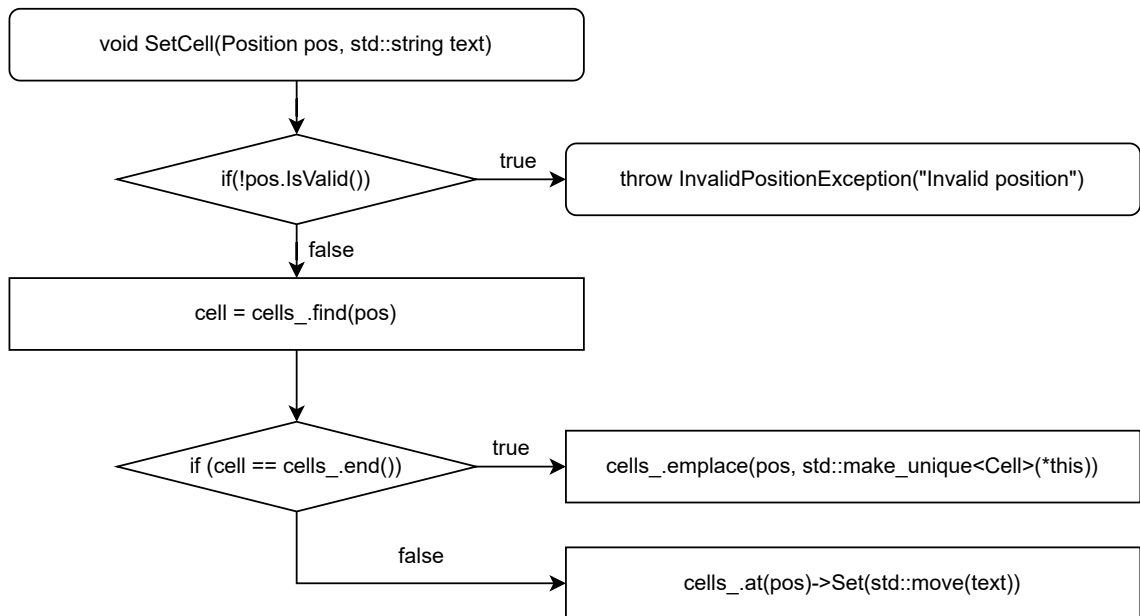 void SetCell(Position pos, std::string text)
if(!pos.IsValid())
true
throw InvalidPositionException("Invalid position")
false
cell = cells_.find(pos)
if (cell == cells_.end())
true
cells_.emplace(pos, std::make_unique<Cell>(*this))
false
cells_.at(pos)->Set(std::move(text))